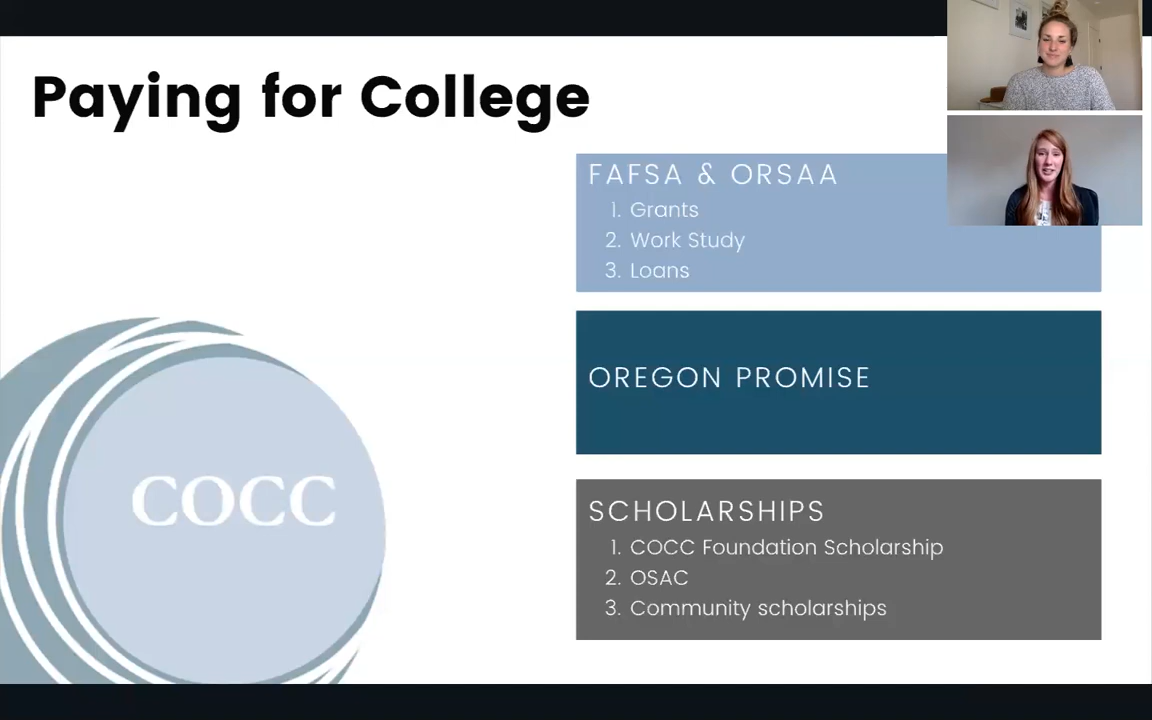 Paying for College
FAFSA & ORSAA
1. Grants
2. Work Study
3. Loans
OREGON PROMISE
COCC
SCHOLARSHIPS
1. COCC Foundation Scholarship
2. OSAC
3. Community scholarships